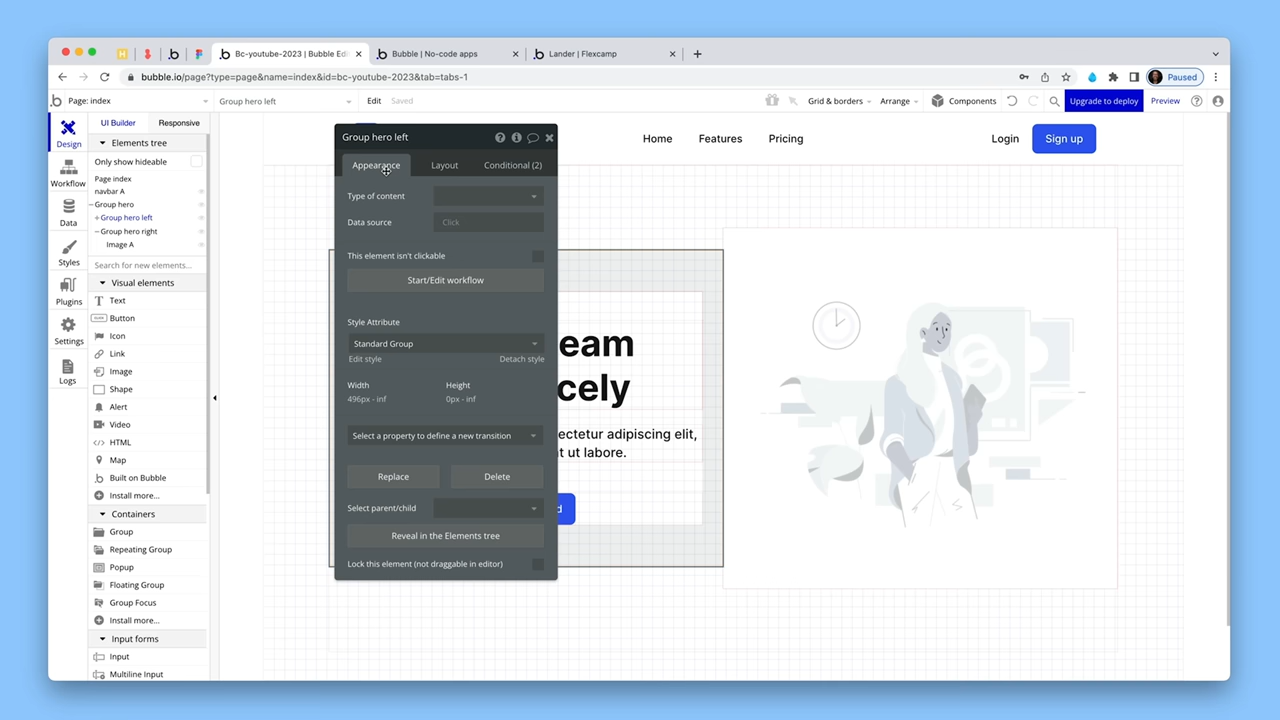 Bc-youtube-2023 | Bubble Ed
Bubble | No-code apps
Lander | Flexcamp
bubble.io/page?type=page&name=index&id=bc-youtube-2023&tab=tabs-1
Paused
Page: index
Group hero left
Edit
Saved
Grid & borders
Arrange
Components
Upgrade to deploy
Preview
Design
Workflow
Data
Styles
Plugins
Settings
Logs
UI Builder
Responsive
Elements tree
Only show hideable
Page index
navbar A
Group hero
Group hero left
Group hero right
Image A
Search for new elements...
Visual elements
Text
Button
Icon
Link
Image
Shape
Alert
Video
HTML
Map
Built on Bubble
Install more...
Containers
Group
Repeating Group
Popup
Floating Group
Group Focus
Install more...
Input forms
Input
Multiline Input
Group hero left
Appearance
Layout
Conditional (2)
Type of content
Data source
Click
This element isn't clickable
Start/Edit workflow
Style Attribute
Standard Group
Edit style
Detach style
Width
Height
496px - inf
0px - inf
Select a property to define a new transition
Replace
Delete
Select parent/child
Reveal in the Elements tree
Lock this element (not draggable in editor)
Home
Features
Pricing
Login
Sign up
eam
cely
ectetur adipiscing elit,
t ut labore.
d